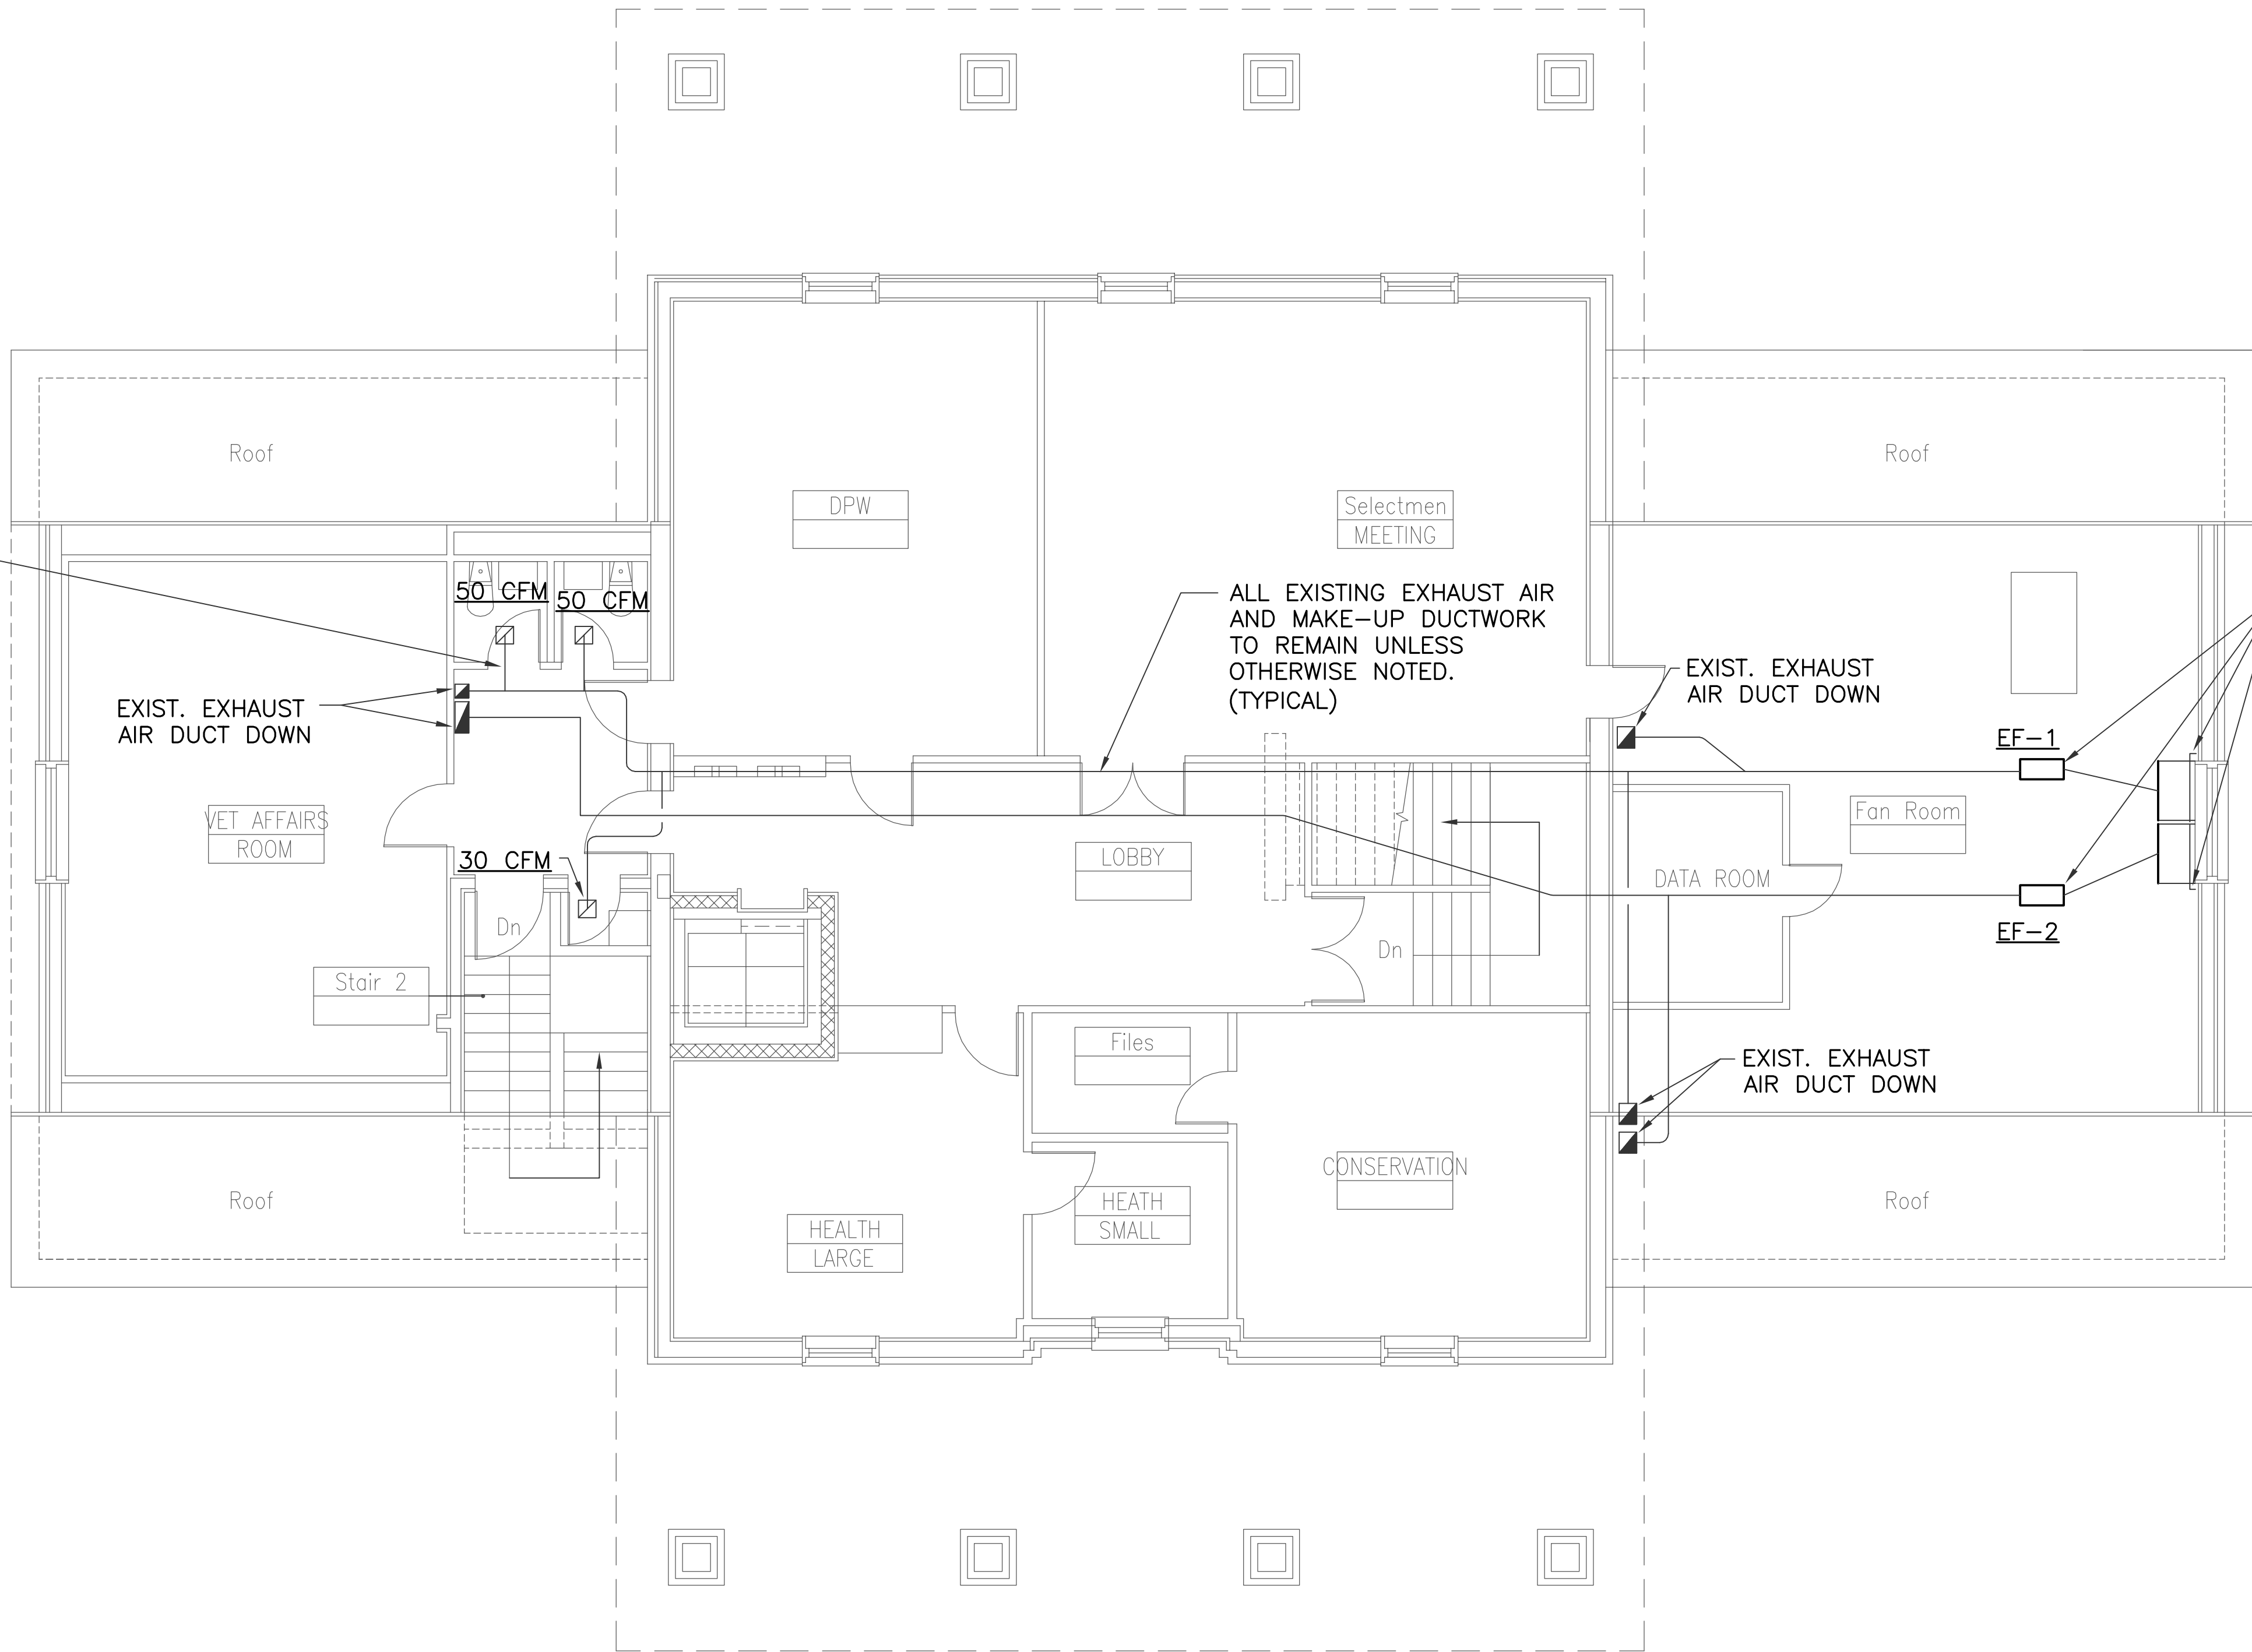 Roof
Roof
DPW
Selectmen
MEETING
50 CFM
50 CFM
ALL EXISTING EXHAUST AIR
AND MAKE-UP DUCTWORK
TO REMAIN UNLESS
OTHERWISE NOTED.
(TYPICAL)
EXIST. EXHAUST
AIR DUCT DOWN
EXIST. EXHAUST
AIR DUCT DOWN
EF-1
VET AFFAIRS
ROOM
Fan Room
30 CFM
LOBBY
DATA ROOM
Dn
Dn
EF-2
Stair 2
Files
EXIST. EXHAUST
AIR DUCT DOWN
CONSERVATION
Roof
HEALTH
LARGE
HEATH
SMALL
Roof